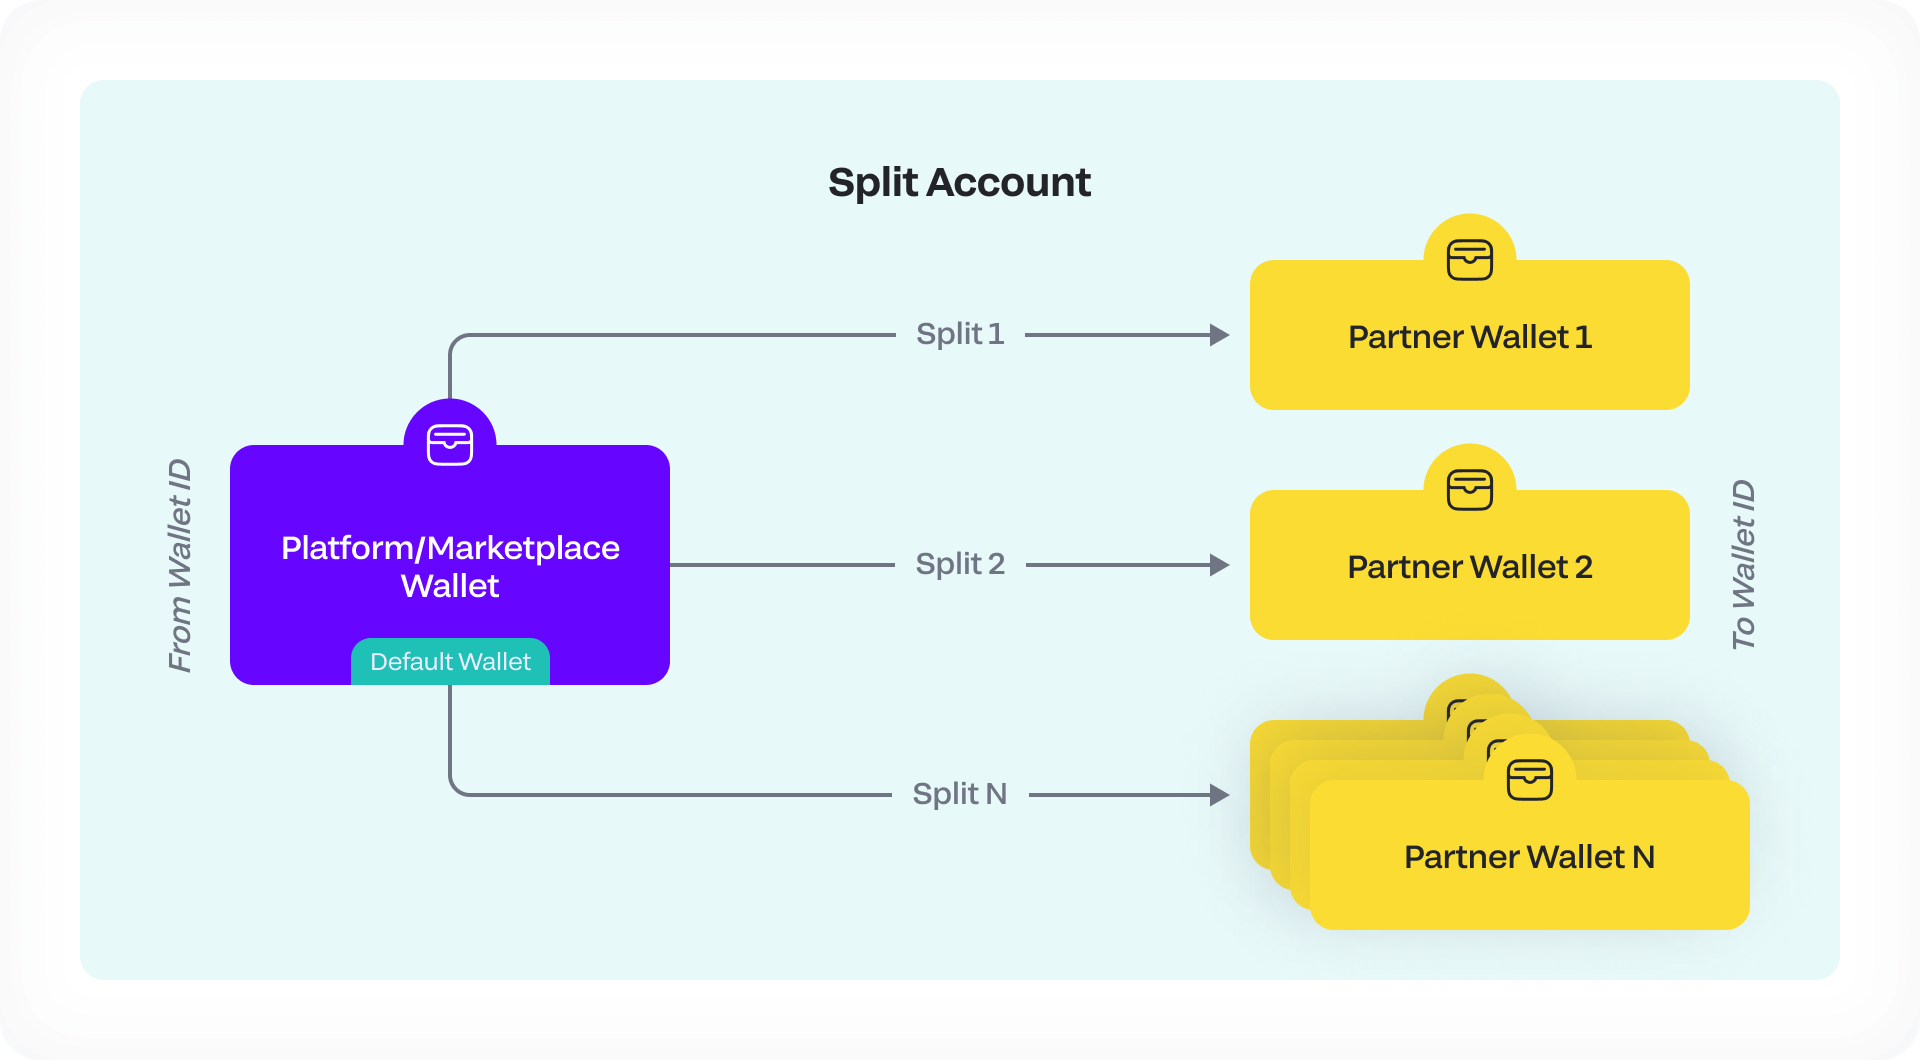 Split Account
From Wallet ID
Platform/Marketplace
Wallet
Default Wallet
Split 1
Split 2
Split N
Partner Wallet 1
Partner Wallet 2
Partner Wallet N
To Wallet ID